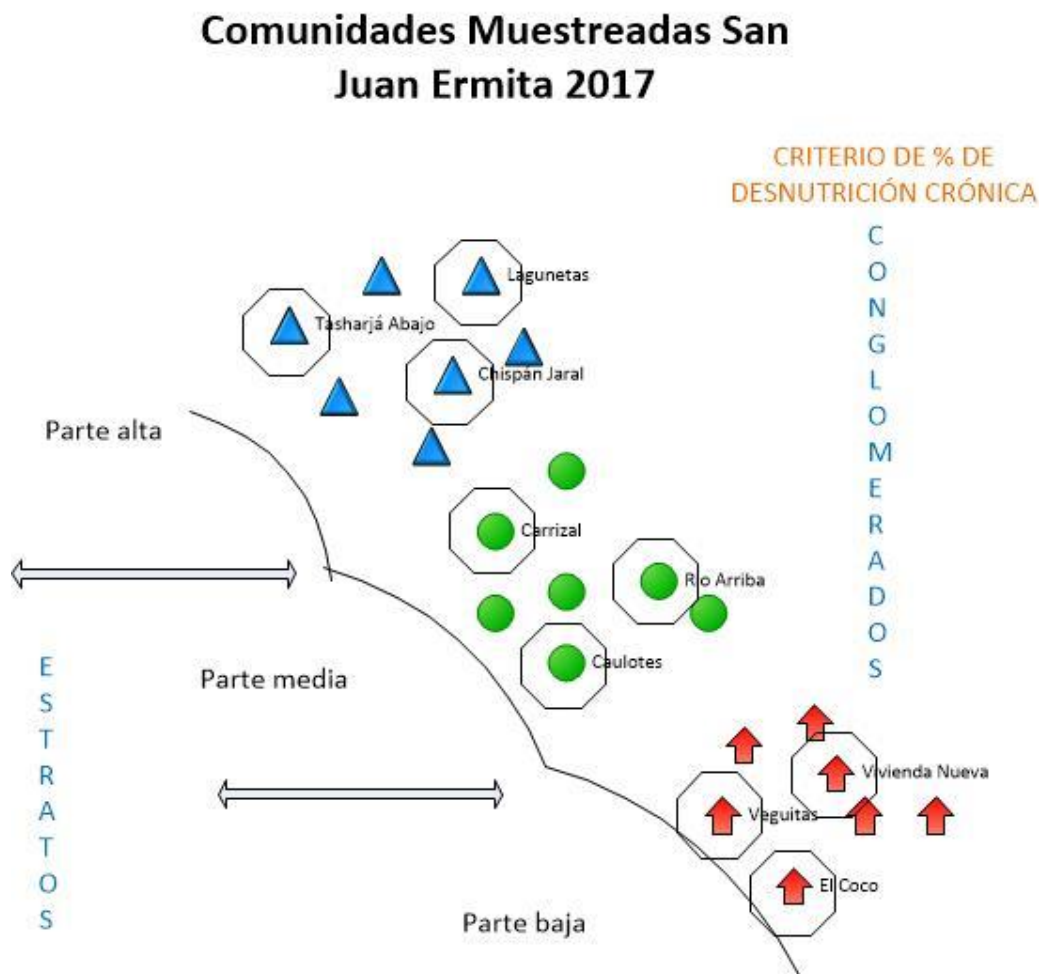 Comunidades Muestreadas San
Juan Ermita 2017
CRITERIO DE % DE
DESNUTRICIÓN CRÓNICA
CONGLOMERADOS
Lagunetas
Tasharjá Abajo
Chispán Jaral
Parte alta
Carrizal
Rio Arriba
Caulotes
ESTRATOS
Parte media
Vivienda Nueva
Veguitas
El Coco
Parte baja